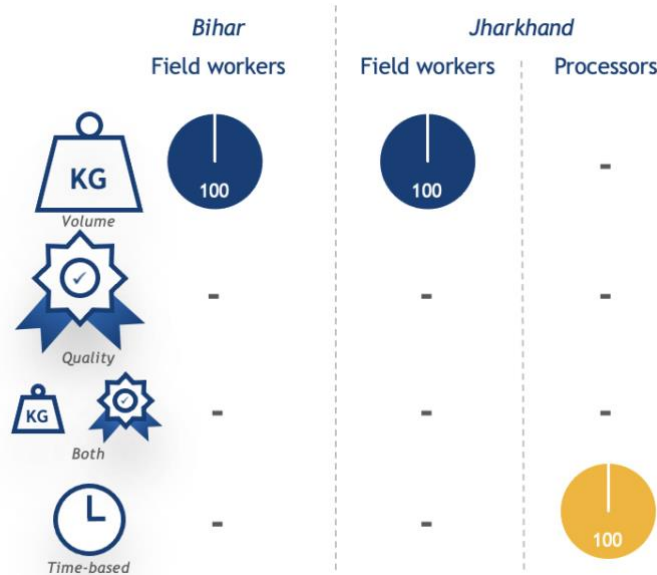 Bihar Jharkhand
Field workers Field workers Processors
KG
100 100 -
Volume
- - -
Quality
KG - - -
Both
100
- -
Time-based